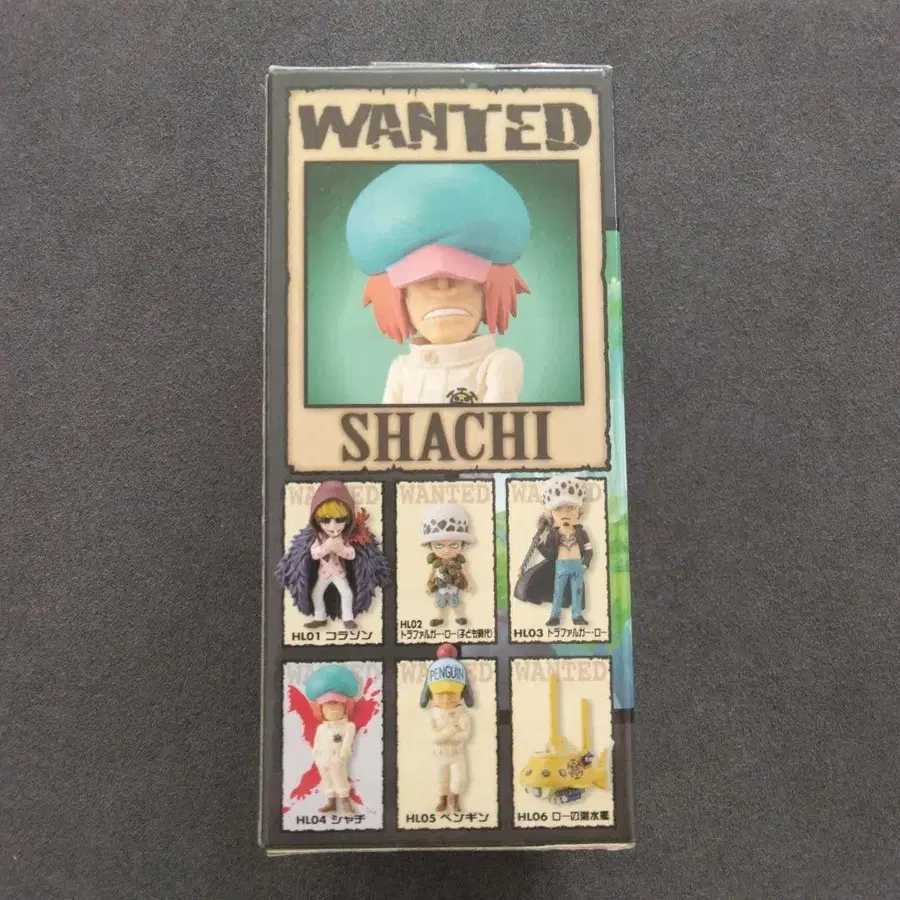 WANTED
SHACHI
WANTED
WANTED
WANTED
HL01 コラソン
HL02
トラファルガー・ロー(子ども時代)
HL03 トラファルガー・ロー
WANTED
WANTED
WANTED
PENGUIN
HL04 シャチ
HL05 ペンギン
HL06 ローの潜水艦